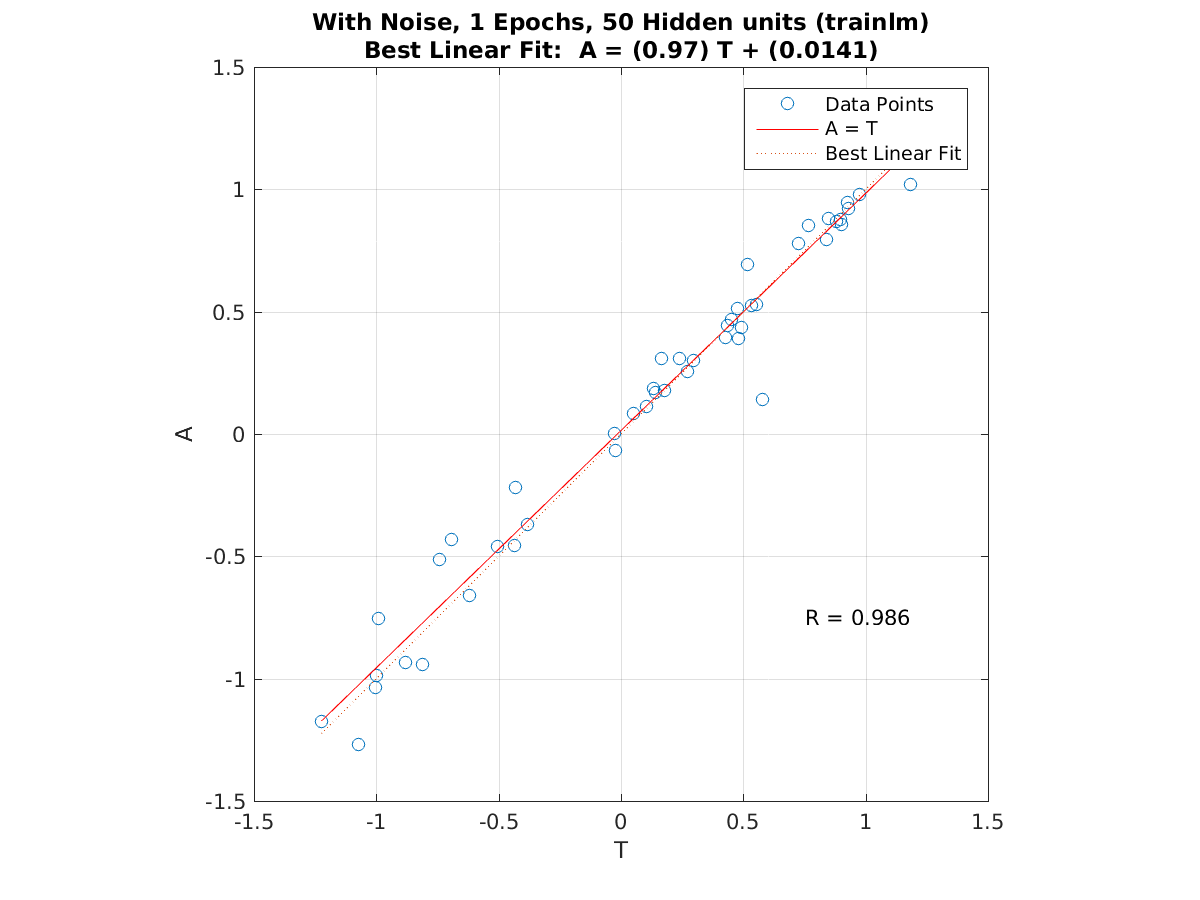 With Noise, 1 Epochs, 50 Hidden units (trainlm)
Best Linear Fit:  A = (0.97) T + (0.0141)
1.5
Data Points
A = T
Best Linear Fit
1
0.5
A
0
-0.5
R = 0.986
-1
-1.5
-1.5
-1
-0.5
0
0.5
1
1.5
T